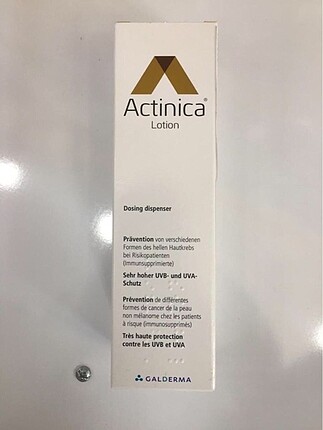 Actinica®
Lotion
Dosing dispenser
Prävention von verschiedenen
Formen des hellen Hautkrebs
bei Risikopatienten
(Immunsupprimierte)
Sehr hoher UVB- und UVA-
Schutz
Prévention de différentes
formes de cancer de la peau
non mélanome chez les patients
à risque (immunosupprimés)
Très haute protection
contre les UVB et UVA
GALDERMA